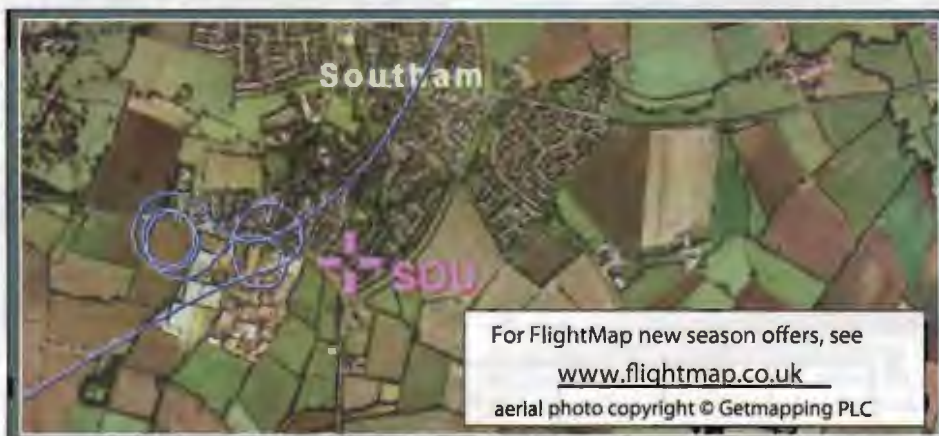 Southam
SOU
For FlightMap new season offers, see
www.flightmap.co.uk
aerial photo copyright © Getmapping PLC